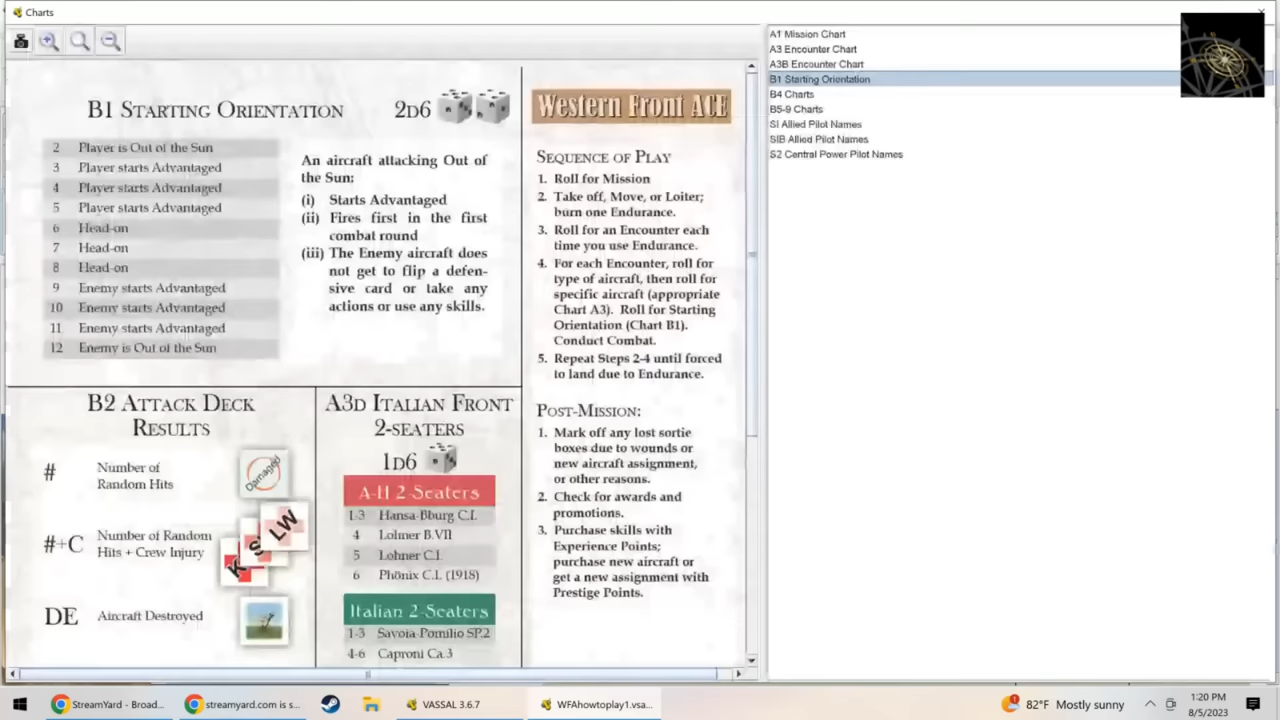 Charts
B1 STARTING ORIENTATION 2D6
2 Player is Out of the Sun
3 Player starts Advantaged
4 Player starts Advantaged
5 Player starts Advantaged
6 Head-on
7 Head-on
8 Head-on
9 Enemy starts Advantaged
10 Enemy starts Advantaged
11 Enemy starts Advantaged
12 Enemy is Out of the Sun
An aircraft attacking Out of
the Sun:
(i) Starts Advantaged
(ii) Fires first in the first
combat round
(iii) The Enemy aircraft does
not get to flip a defen-
sive card or take any
actions or use any skills.
B2 ATTACK DECK
RESULTS
# Number of
Random Hits
Damaged
#+C Number of Random
Hits + Crew Injury
K S LW
DE Aircraft Destroyed
A3D ITALIAN FRONT
2-SEATERS
1D6
A-H 2-Seaters
1-3 Hansa-Bburg C.I.
4 Lohner B.VII
5 Lohner C.I.
6 Phönix C.I. (1918)
Italian 2-Seaters
1-3 Savoia-Pomilio SP.2
4-6 Caproni Ca.3
Western Front ACE
SEQUENCE OF PLAY
1. Roll for Mission
2. Take off, Move, or Loiter;
burn one Endurance.
3. Roll for an Encounter each
time you use Endurance.
4. For each Encounter, roll for
type of aircraft, then roll for
specific aircraft (appropriate
Chart A3). Roll for Starting
Orientation (Chart B1).
Conduct Combat.
5. Repeat Steps 2-4 until forced
to land due to Endurance.
POST-MISSION:
1. Mark off any lost sortie
boxes due to wounds or
new aircraft assignment,
or other reasons.
2. Check for awards and
promotions.
3. Purchase skills with
Experience Points;
purchase new aircraft or
get a new assignment with
Prestige Points.
A1 Mission Chart
A3 Encounter Chart
A3B Encounter Chart
B1 Starting Orientation
B4 Charts
B5-9 Charts
SI Allied Pilot Names
SIB Allied Pilot Names
S2 Central Power Pilot Names
StreamYard - Broad...
streamyard.com is s...
VASSAL 3.6.7
WFAhowtoplay1.vsa...
1
82°F Mostly sunny
1:20 PM
8/5/2023